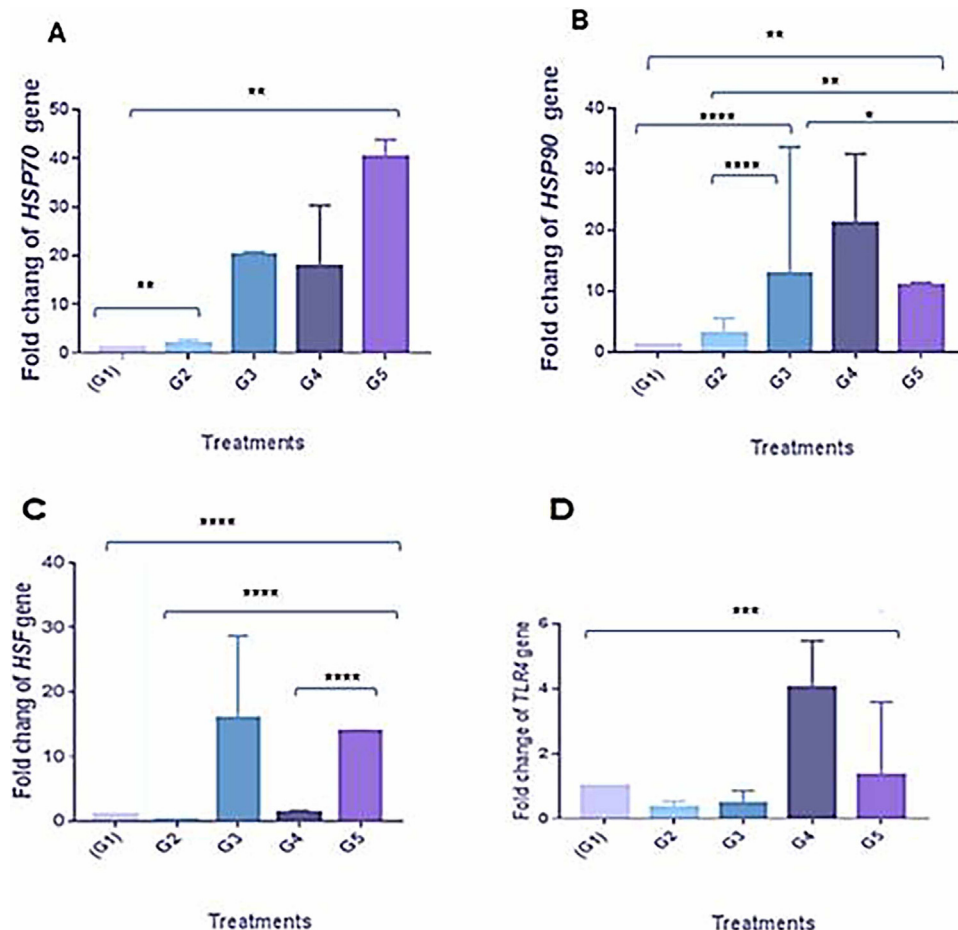 A
Fold chang of HSP70 gene
50
40
30
20
10
0
**
**
(G1) G2 G3 G4 G5
Treatments
B
Fold chang of HSP90 gene
40
30
20
10
0
**
**
****
*
****
(G1) G2 G3 G4 G5
Treatments
C
Fold chang of HSF gene
40
30
20
10
0
****
****
****
(G1) G2 G3 G4 G5
Treatments
D
Fold change of TLR4 gene
6
4
2
0
***
(G1) G2 G3 G4 G5
Treatments